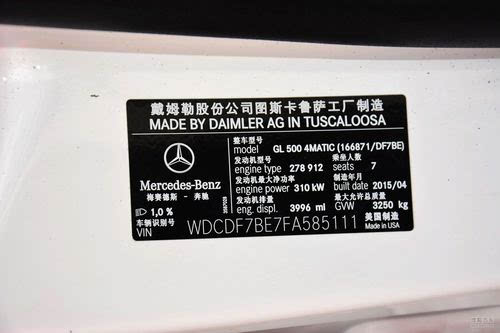 戴姆勒股份公司图斯卡鲁萨工厂制造
MADE BY DAIMLER AG IN TUSCALOOSA
整车型号
model GL 500 4MATIC (166871/DF7BE)
发动机型号 乘坐人数
engine type 278 912 seats 7
发动机最大净功率 制造年月
engine power 310 kW built date 2015/04
发动机排量 最大允许总质量
eng. displ. 3996 ml GVW 3250 kg
Mercedes-Benz
梅赛德斯-奔驰
1,0 %
车辆识别号
VIN WDCDF7BE7FA585111
美国制造
Made in USA